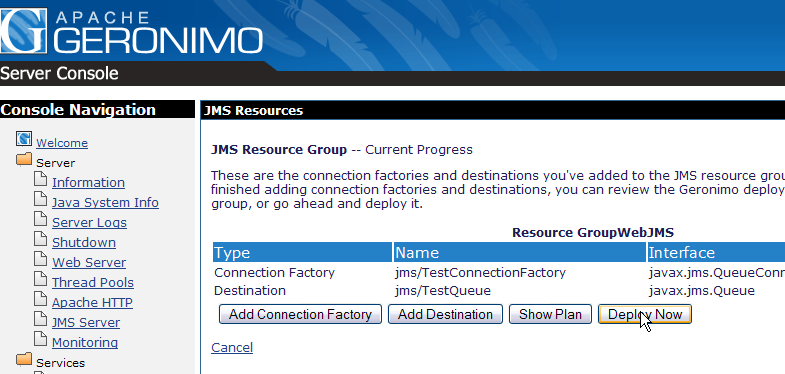 APACHE
GERONIMO
Server Console
Console Navigation
Welcome
Server
Information
Java System Info
Server Logs
Shutdown
Web Server
Thread Pools
Apache HTTP
JMS Server
Monitoring
Services
JMS Resources
JMS Resource Group -- Current Progress
These are the connection factories and destinations you've added to the JMS resource grou
finished adding connection factories and destinations, you can review the Geronimo deploy
group, or go ahead and deploy it.
Resource GroupWebJMS
Type Name Interface
Connection Factory jms/TestConnectionFactory javax.jms.QueueConn
Destination jms/TestQueue javax.jms.Queue
Add Connection Factory Add Destination Show Plan Deploy Now
Cancel